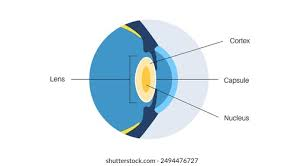 Cortex
Lens
Capsule
Nucleus
shutterstock.com · 2494476727